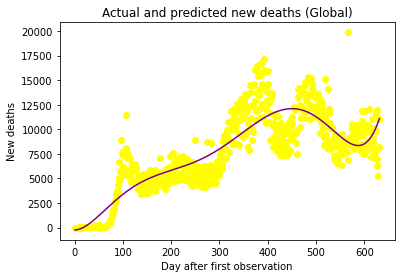 Actual and predicted new deaths (Global)
20000
17500
15000
12500
10000
7500
5000
2500
0
New deaths
0 100 200 300 400 500 600
Day after first observation